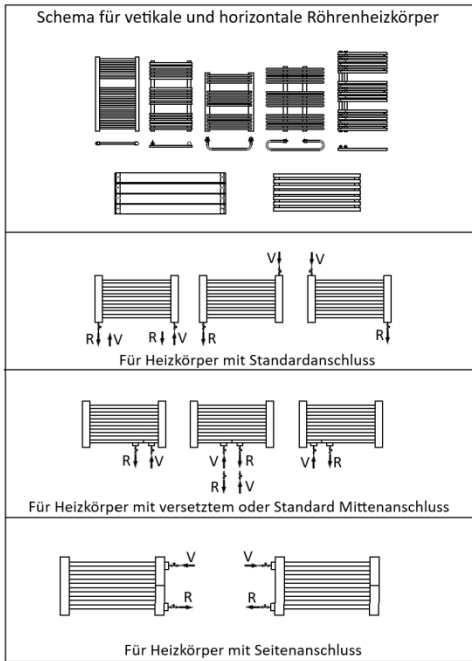 Schema für vetikale und horizontale Röhrenheizkörper
V V
R V R V R R
Für Heizkörper mit Standardanschluss
R V V R V R
R V
Für Heizkörper mit versetztem oder Standard Mittenanschluss
V V
R R
Für Heizkörper mit Seitenanschluss